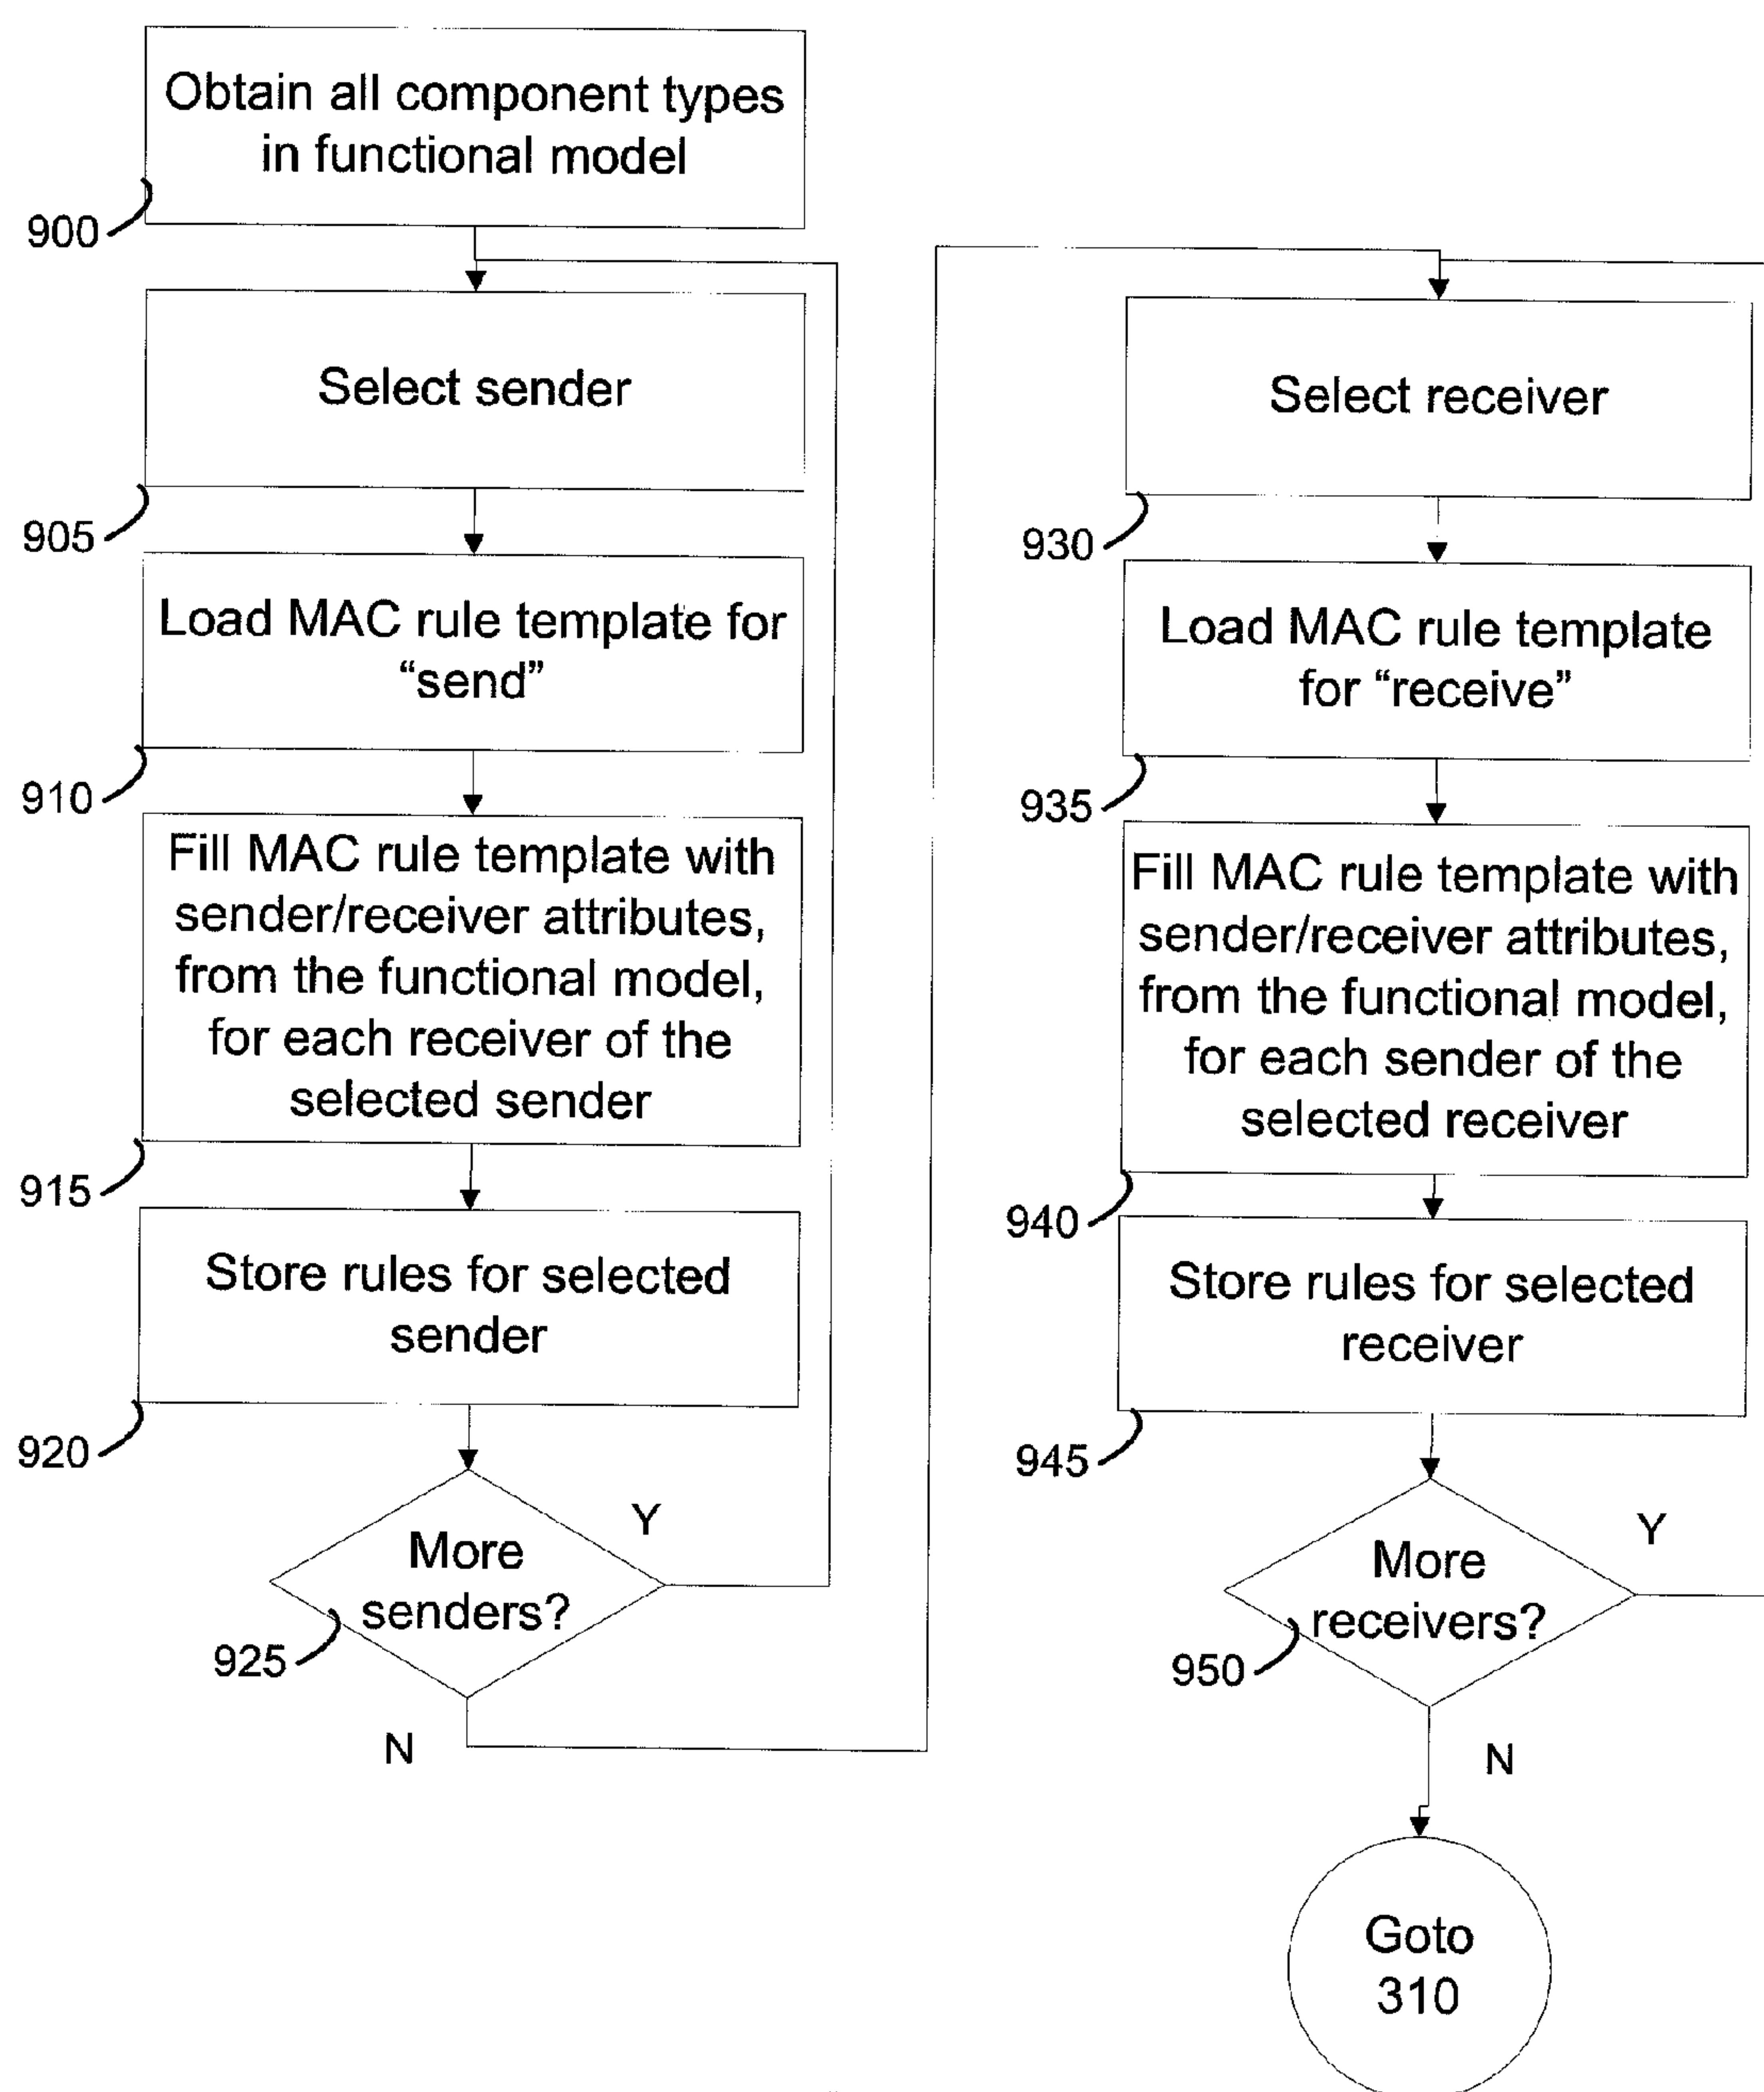 Obtain all component types
in functional model
900
Select sender
905
Load MAC rule template for
“send”
910
Fill MAC rule template with
sender/receiver attributes,
from the functional model,
for each receiver of the
selected sender
915
Store rules for selected
sender
920
More
senders?
Y
925
N
Select receiver
930
Load MAC rule template
for “receive”
935
Fill MAC rule template with
sender/receiver attributes,
from the functional model,
for each sender of the
selected receiver
940
Store rules for selected
receiver
945
More
receivers?
Y
950
N
Goto
310